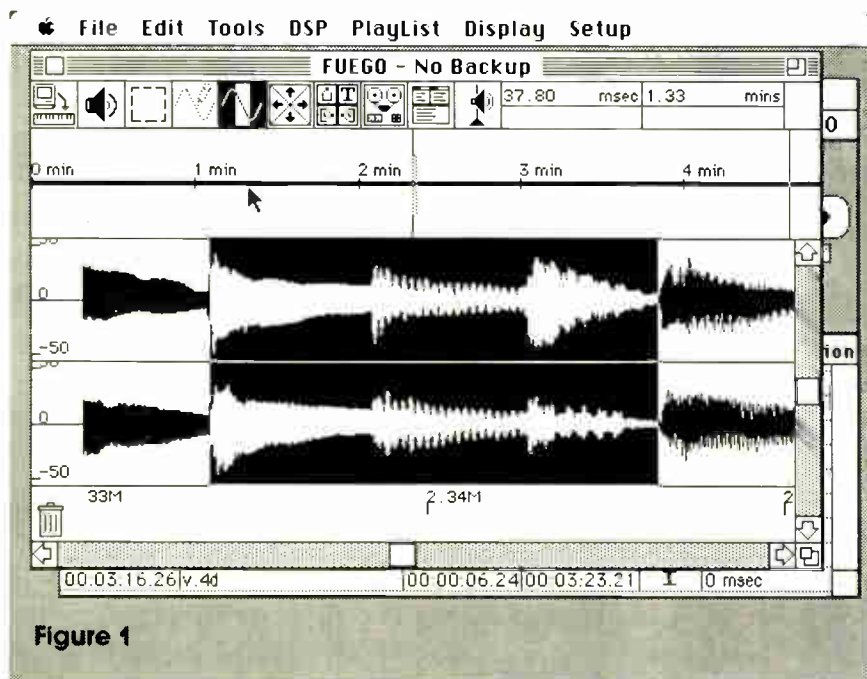 File Edit Tools DSP PlayList Display Setup
FUEGO - No Backup
T
37.80 msec 1.33 mins
0
0 min 1 min 2 min 3 min 4 min
0
-50
ion
0
-50
33M 2.34M 2
00:03:16.26 v.4d 00:00:06.24 00:03:23.21 0 msec
Figure 1